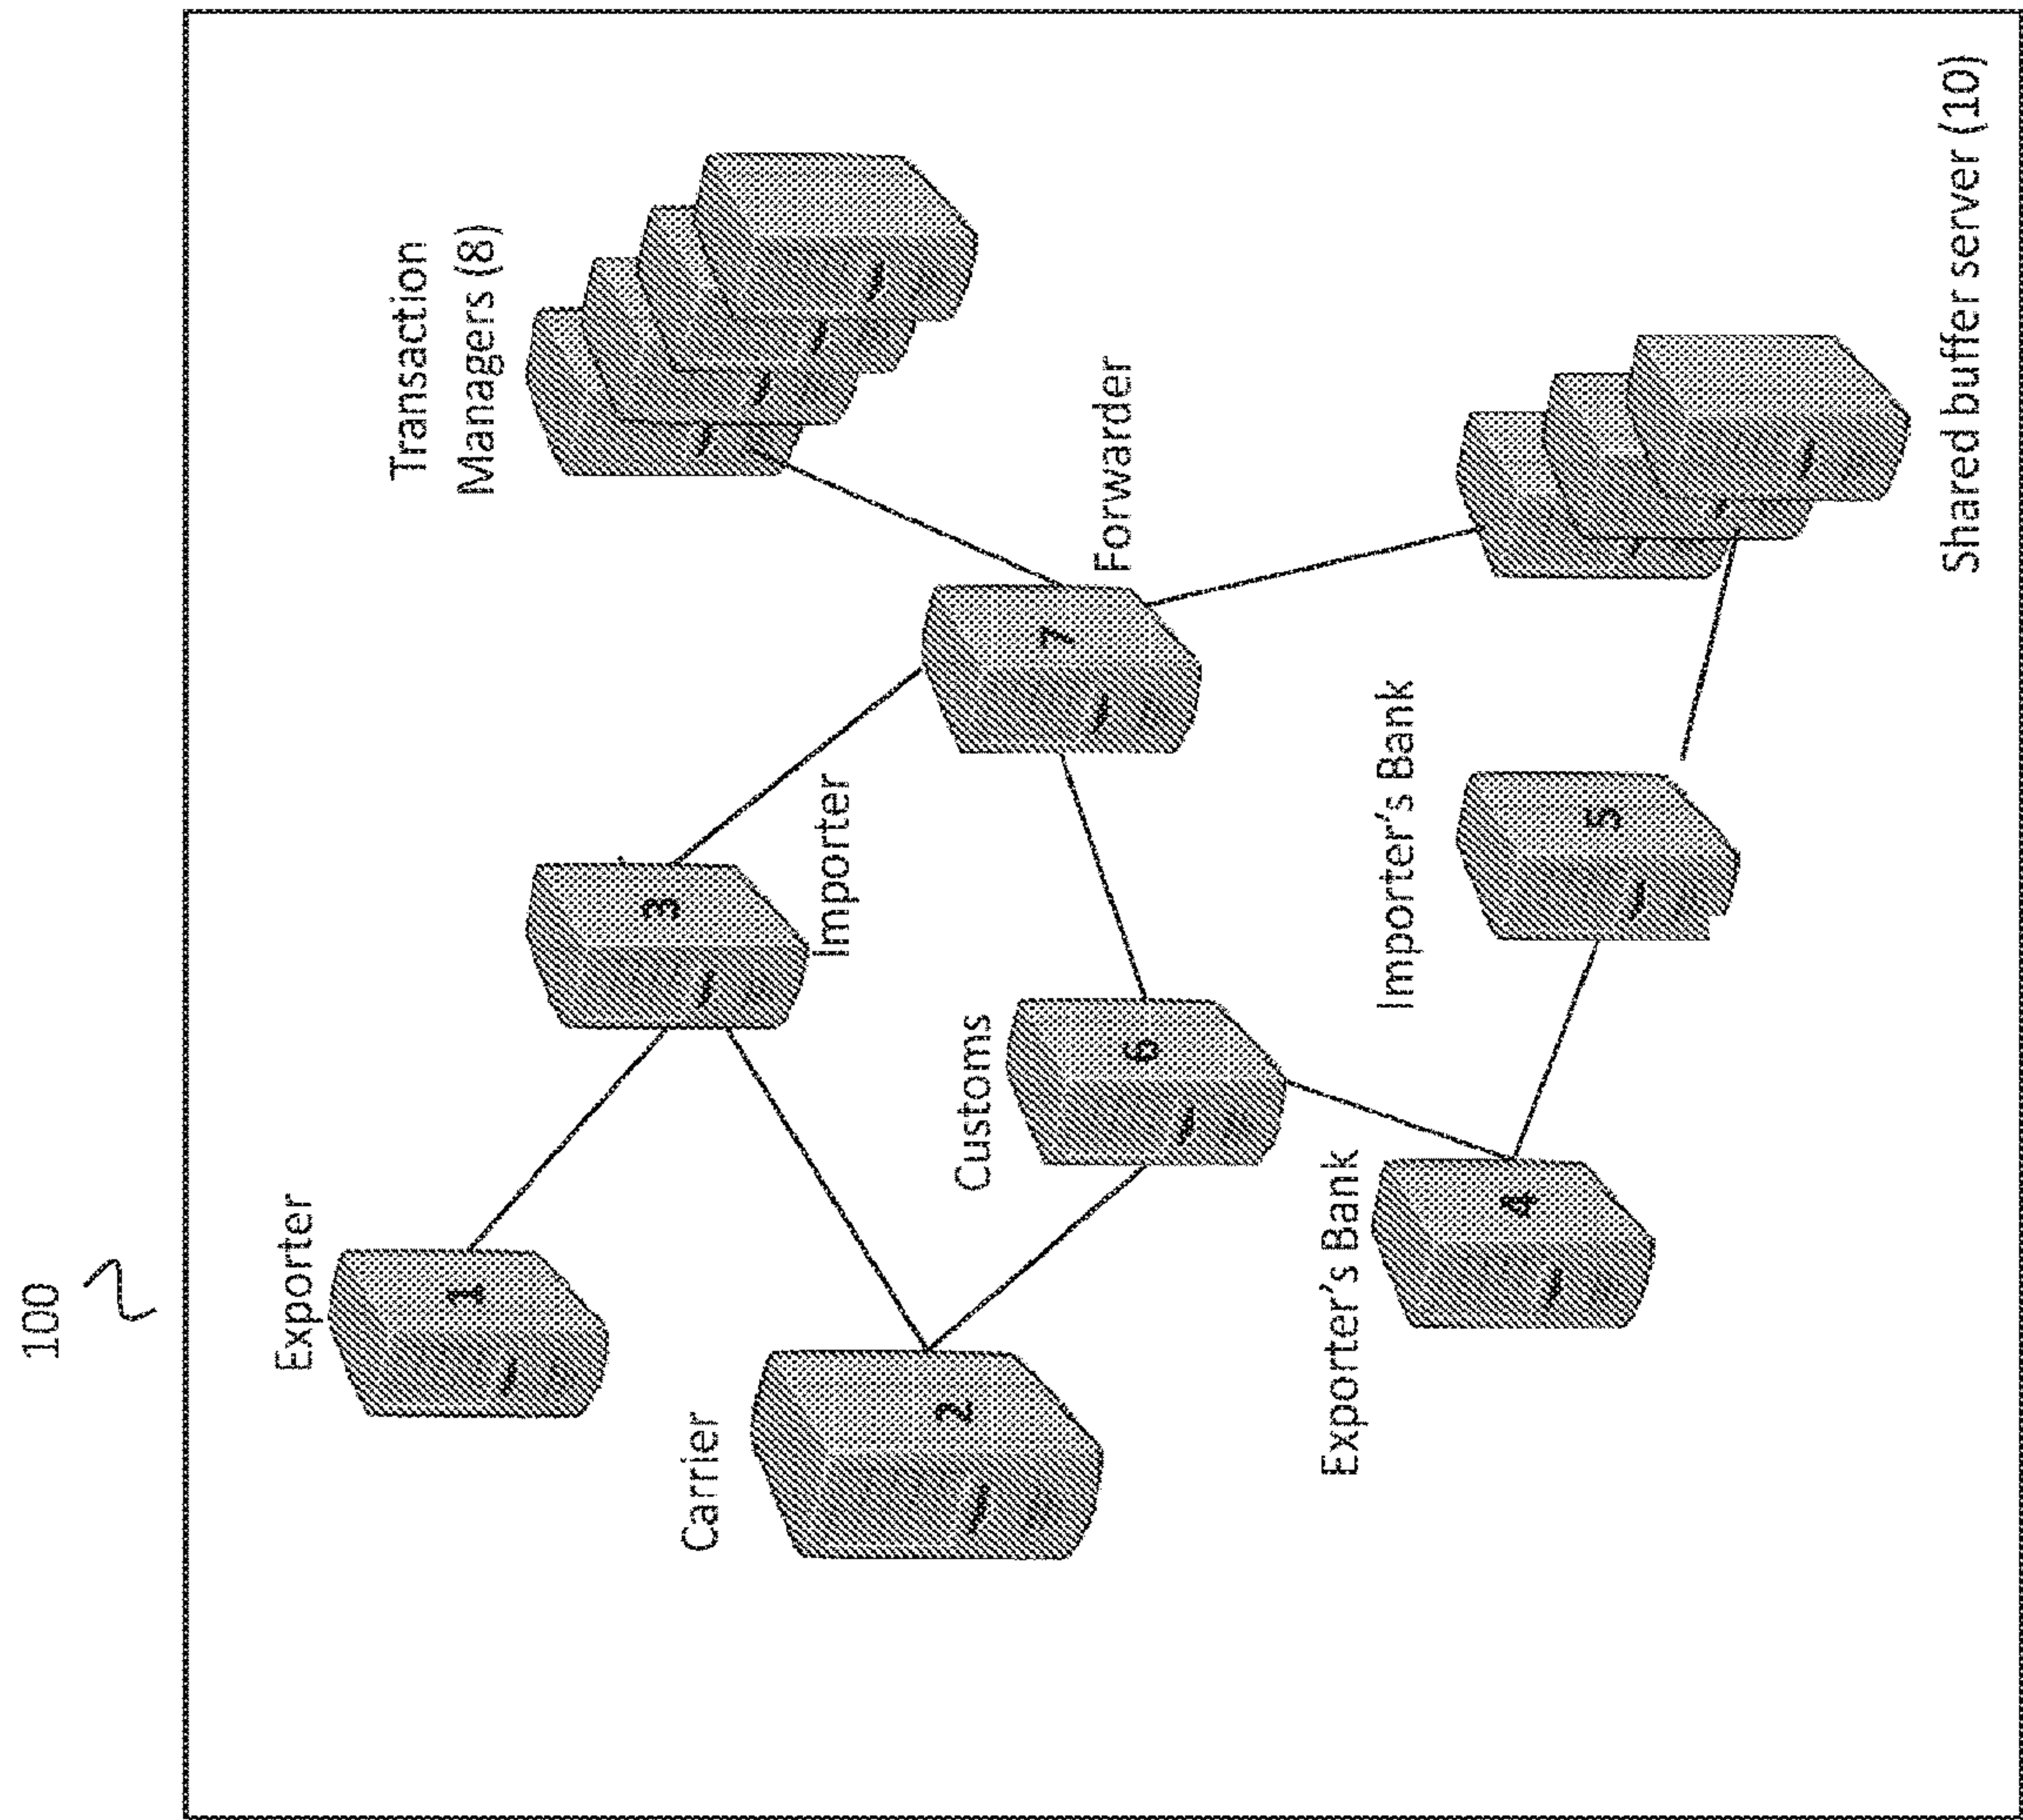 100
Exporter
1
Transaction
Managers (8)
3
Importer
Carrier
2
Customs
6
7
Forwarder
Exporter's Bank
4
Importer's Bank
5
Shared buffer server (10)